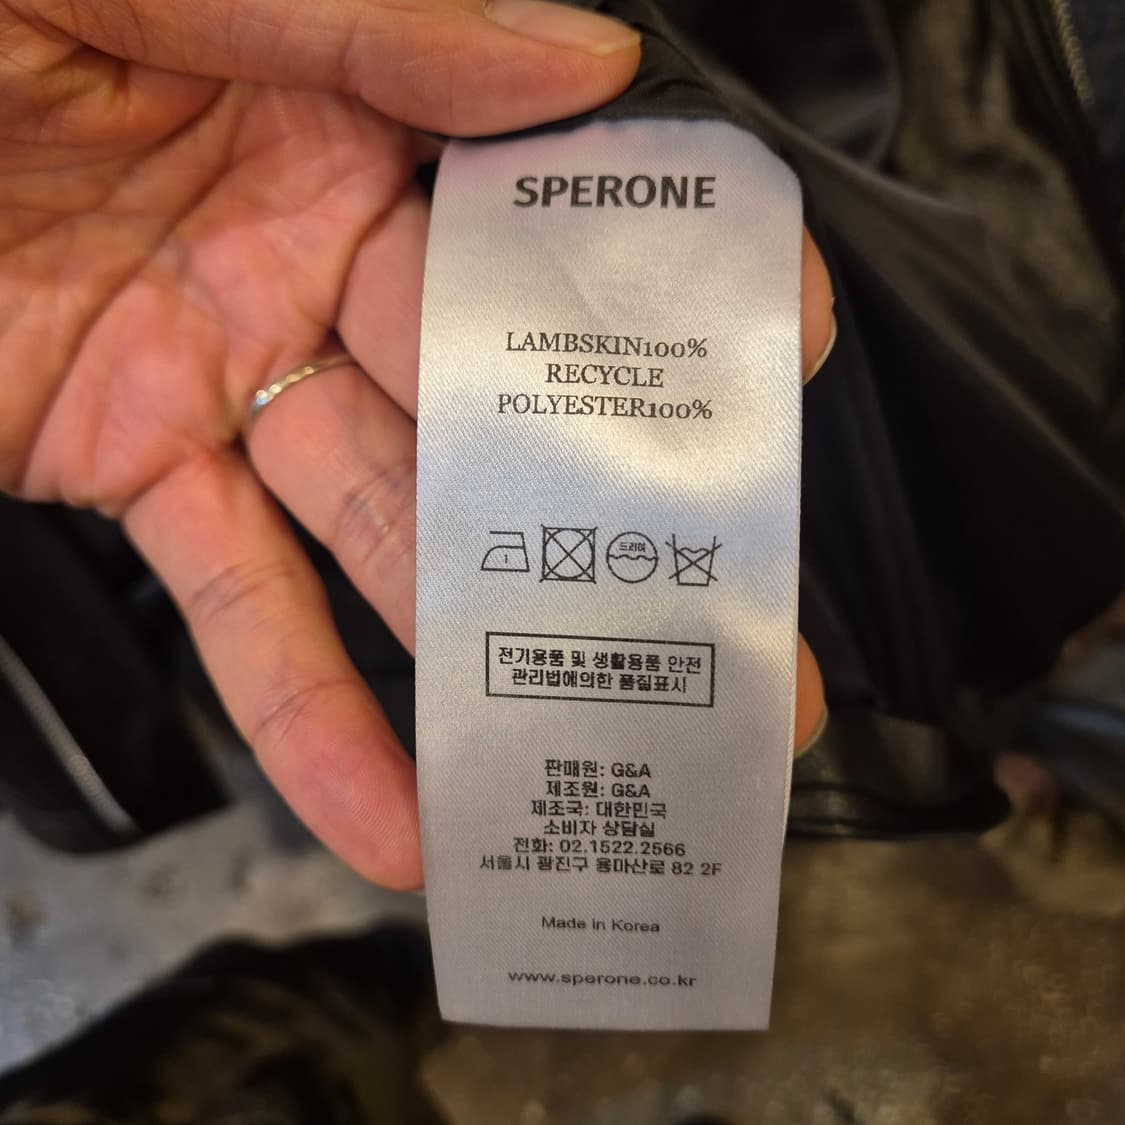 SPERONE
LAMBSKIN100%
RECYCLE
POLYESTER100%
1
드라이
전기용품 및 생활용품 안전
관리법에의한 품질표시
판매원: G&A
제조원: G&A
제조국: 대한민국
소비자 상담실
전화: 02.1522.2566
서울시 광진구 용마산로 82 2F
Made in Korea
www.sperone.co.kr